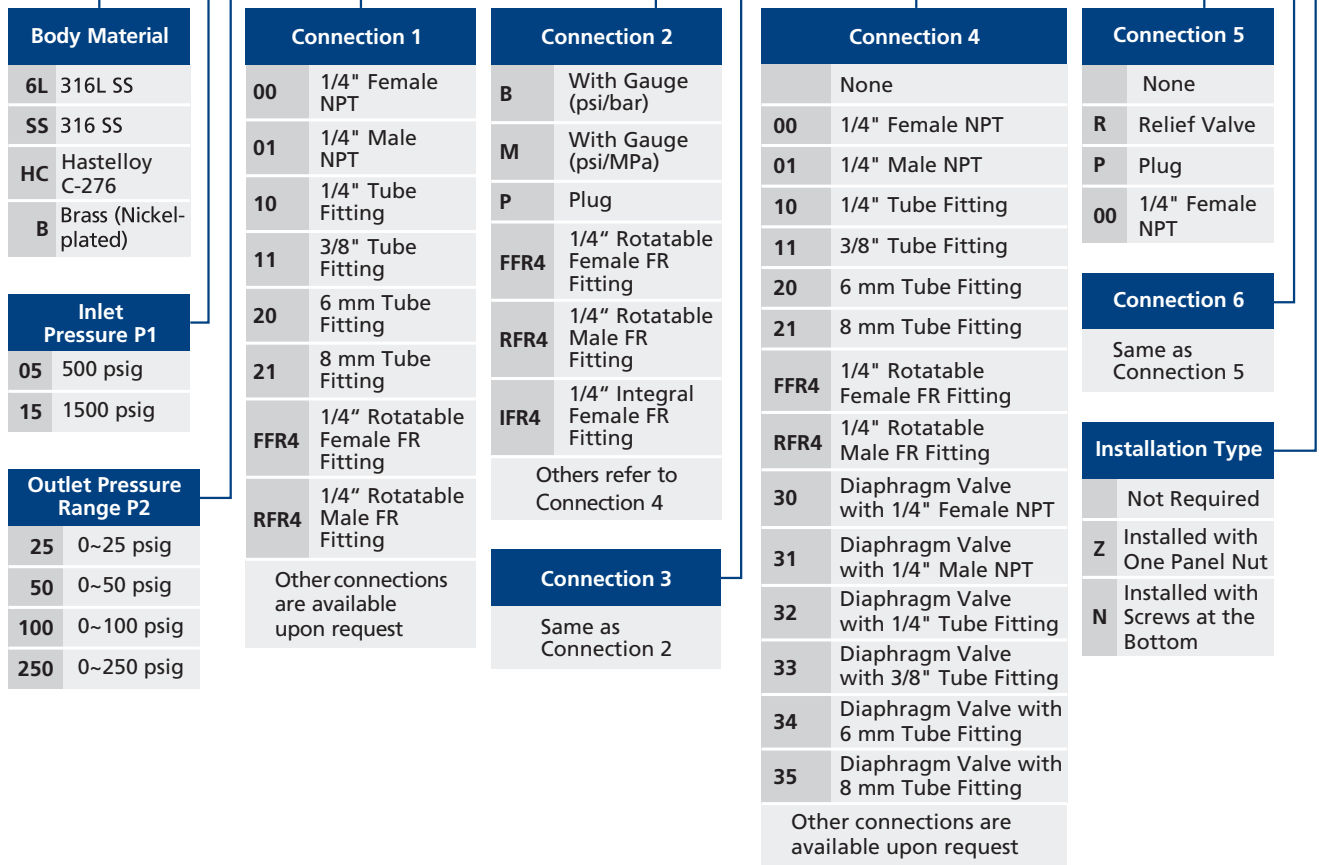 Body Material
6L 316L SS
SS 316 SS
HC Hastelloy
C-276
B Brass (Nickel-
plated)
Inlet
Pressure P1
05 500 psig
15 1500 psig
Outlet Pressure
Range P2
25 0~25 psig
50 0~50 psig
100 0~100 psig
250 0~250 psig
Connection 1
00 1/4" Female
NPT
01 1/4" Male
NPT
10 1/4" Tube
Fitting
11 3/8" Tube
Fitting
20 6 mm Tube
Fitting
21 8 mm Tube
Fitting
FFR4 1/4“ Rotatable
Female FR
Fitting
RFR4 1/4“ Rotatable
Male FR
Fitting
Other connections
are available
upon request
Connection 2
B With Gauge
(psi/bar)
M With Gauge
(psi/MPa)
P Plug
FFR4 1/4“ Rotatable
Female FR
Fitting
RFR4 1/4“ Rotatable
Male FR
Fitting
IFR4 1/4“ Integral
Female FR
Fitting
Others refer to
Connection 4
Connection 3
Same as
Connection 2
Connection 4
None
00 1/4" Female NPT
01 1/4" Male NPT
10 1/4" Tube Fitting
11 3/8" Tube Fitting
20 6 mm Tube Fitting
21 8 mm Tube Fitting
FFR4 1/4" Rotatable
Female FR Fitting
RFR4 1/4" Rotatable
Male FR Fitting
30 Diaphragm Valve
with 1/4" Female NPT
31 Diaphragm Valve
with 1/4" Male NPT
32 Diaphragm Valve
with 1/4" Tube Fitting
33 Diaphragm Valve
with 3/8" Tube Fitting
34 Diaphragm Valve with
6 mm Tube Fitting
35 Diaphragm Valve with
8 mm Tube Fitting
Other connections are
available upon request
Connection 5
None
R Relief Valve
P Plug
00 1/4" Female
NPT
Connection 6
Same as
Connection 5
Installation Type
Not Required
Z Installed with
One Panel Nut
N Installed with
Screws at the
Bottom